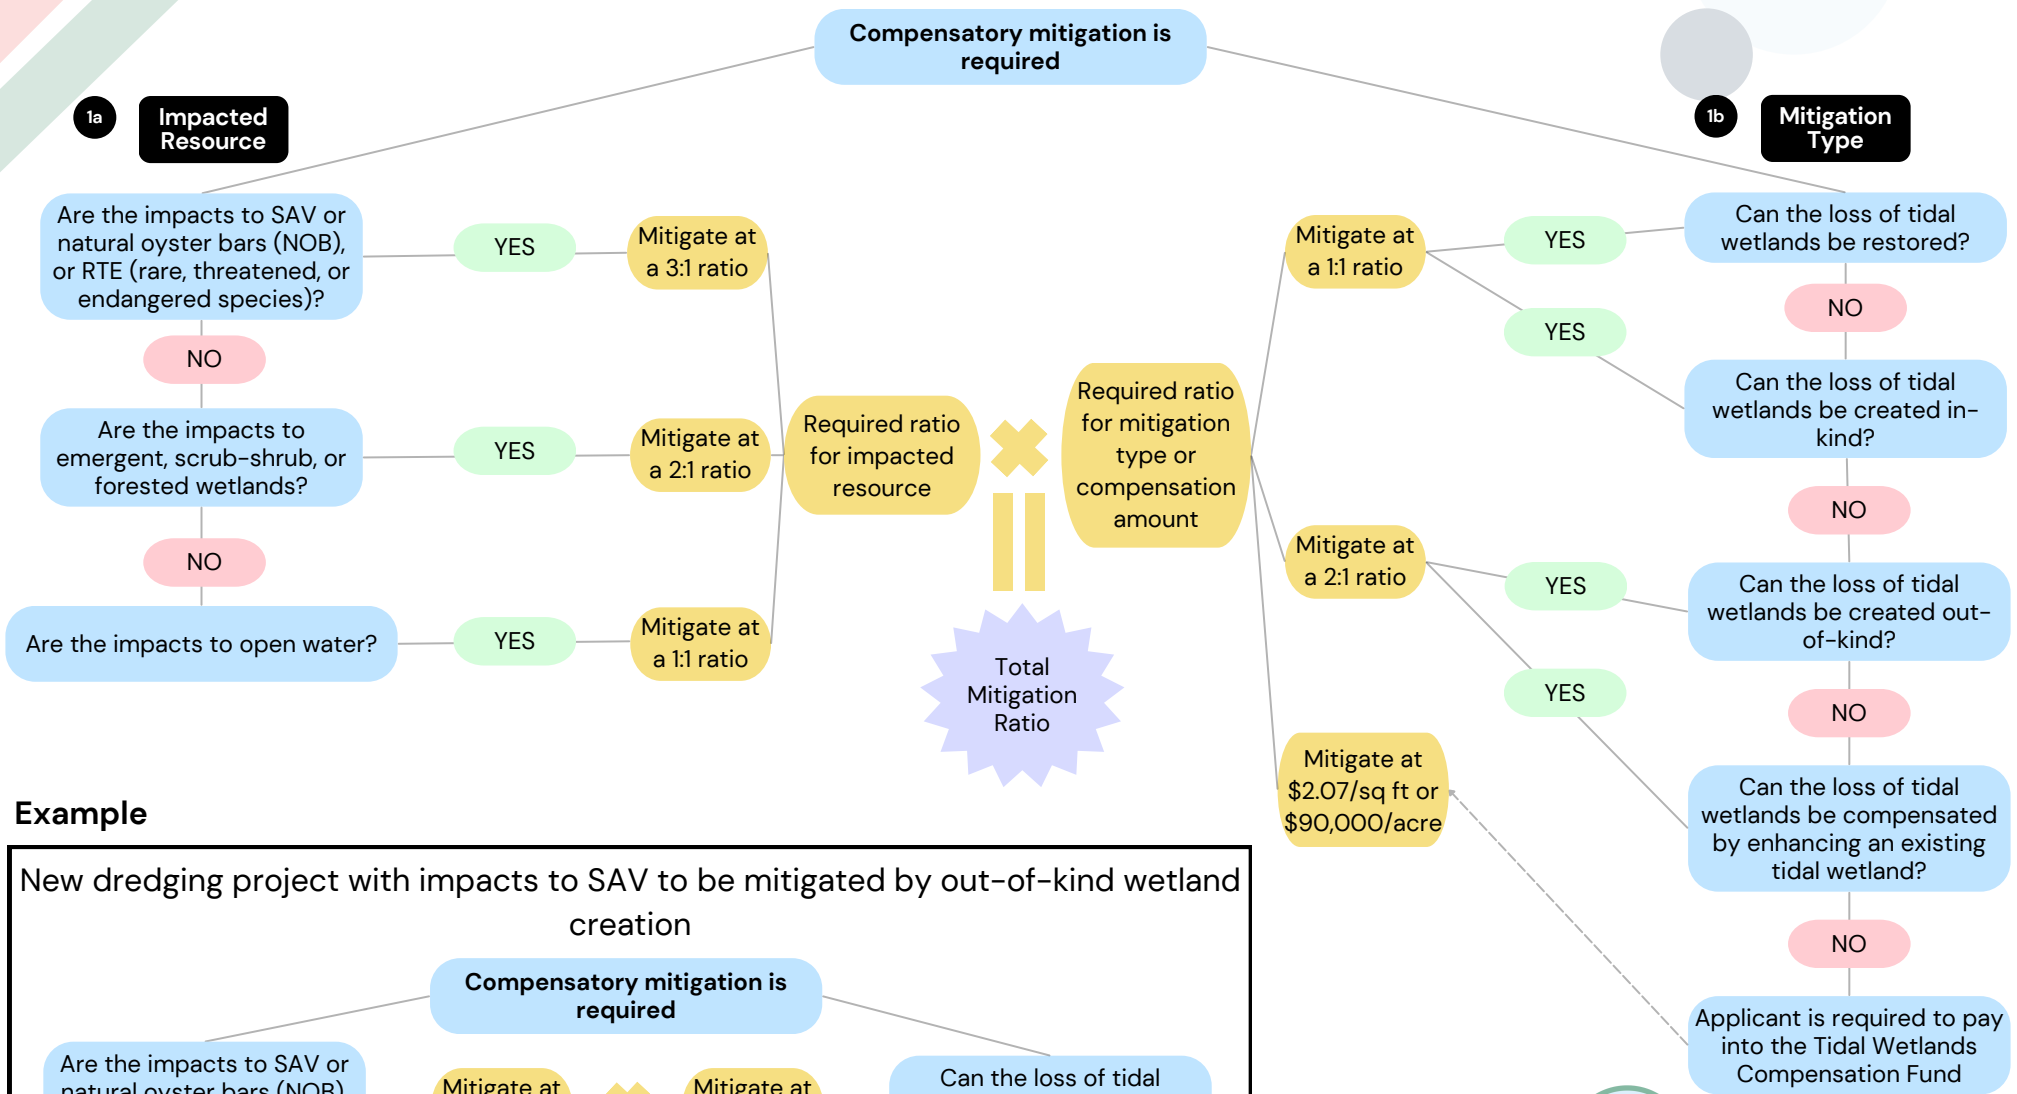 Compensatory mitigation is
required
1a
Impacted
Resource
1b
Mitigation
Type
Are the impacts to SAV or
natural oyster bars (NOB),
or RTE (rare, threatened, or
endangered species)?
YES
Mitigate at
a 3:1 ratio
NO
Are the impacts to
emergent, scrub-shrub, or
forested wetlands?
YES
Mitigate at
a 2:1 ratio
NO
Are the impacts to open water?
YES
Mitigate at
a 1:1 ratio
Required ratio
for impacted
resource
Required ratio
for mitigation
type or
compensation
amount
Total
Mitigation
Ratio
Mitigate at
a 1:1 ratio
YES
Can the loss of tidal
wetlands be restored?
NO
YES
Can the loss of tidal
wetlands be created in-
kind?
NO
Mitigate at
a 2:1 ratio
YES
Can the loss of tidal
wetlands be created out-
of-kind?
NO
YES
Can the loss of tidal
wetlands be compensated
by enhancing an existing
tidal wetland?
NO
Mitigate at
$2.07/sq ft or
$90,000/acre
Applicant is required to pay
into the Tidal Wetlands
Compensation Fund
Example
New dredging project with impacts to SAV to be mitigated by out-of-kind wetland
creation
Compensatory mitigation is
required
Are the impacts to SAV or
natural oyster bars (NOB)
Mitigate at
Mitigate at
Can the loss of tidal